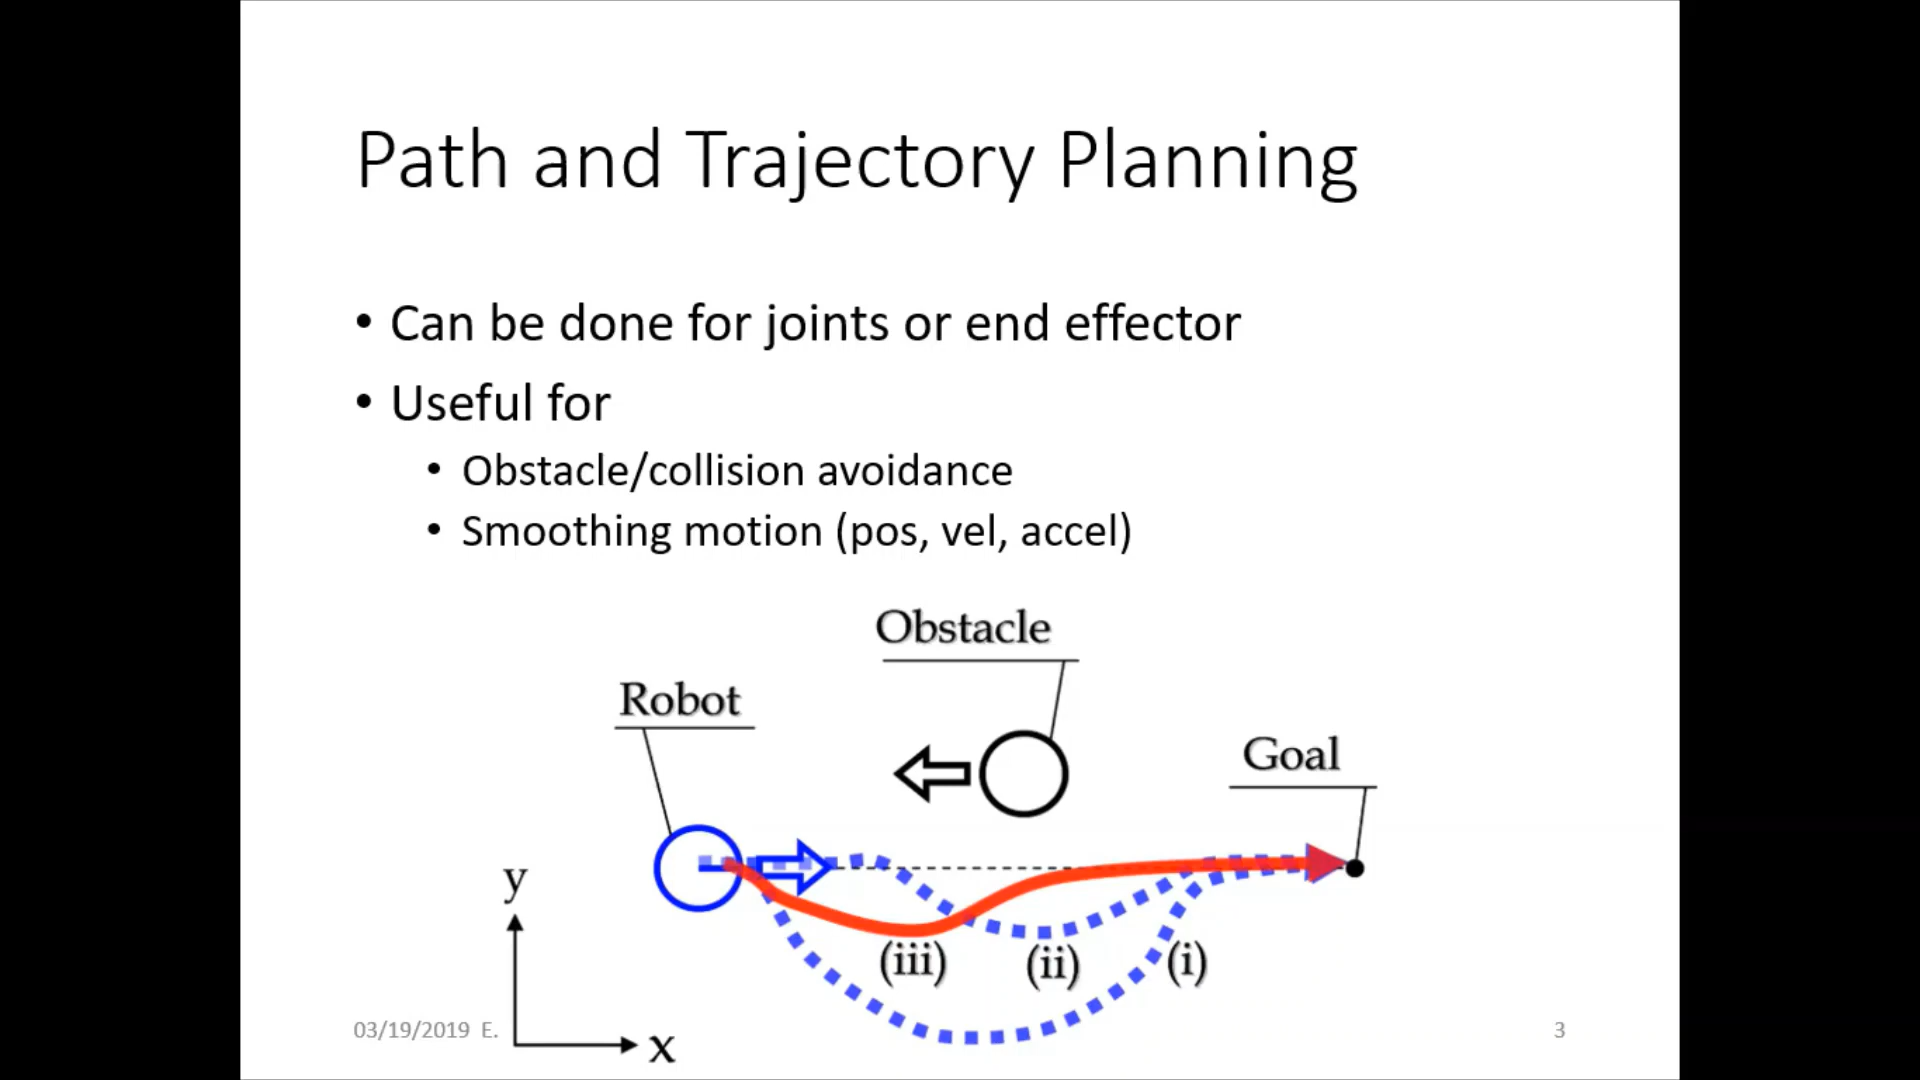 Path and Trajectory Planning
• Can be done for joints or end effector
• Useful for
• Obstacle/collision avoidance
• Smoothing motion (pos, vel, accel)
Obstacle
Robot
Goal
y
(iii)
(ii)
(i)
x
03/19/2019 E.
3